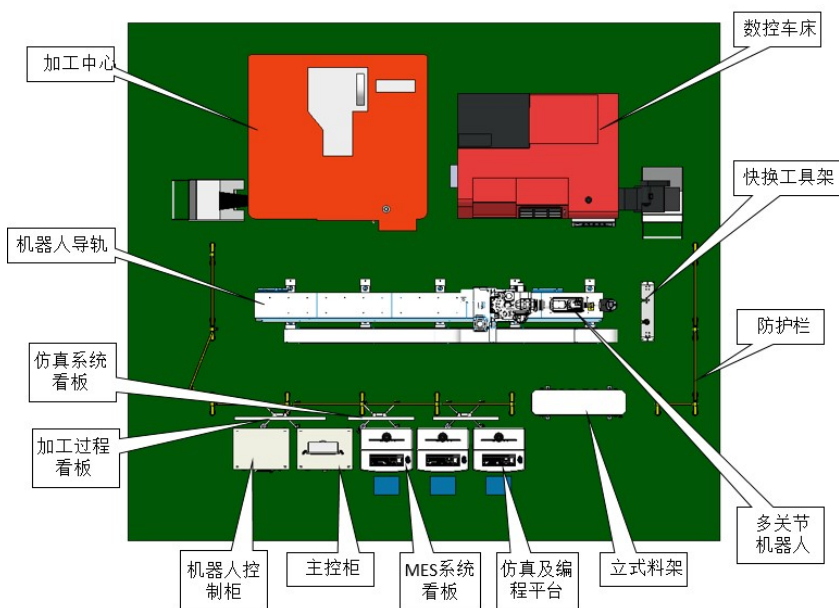 加工中心
数控车床
快换工具架
机器人导轨
防护栏
仿真系统
看板
加工过程
看板
多关节
机器人
机器人控
制柜
主控柜
MES系统
看板
仿真及编
程平台
立式料架